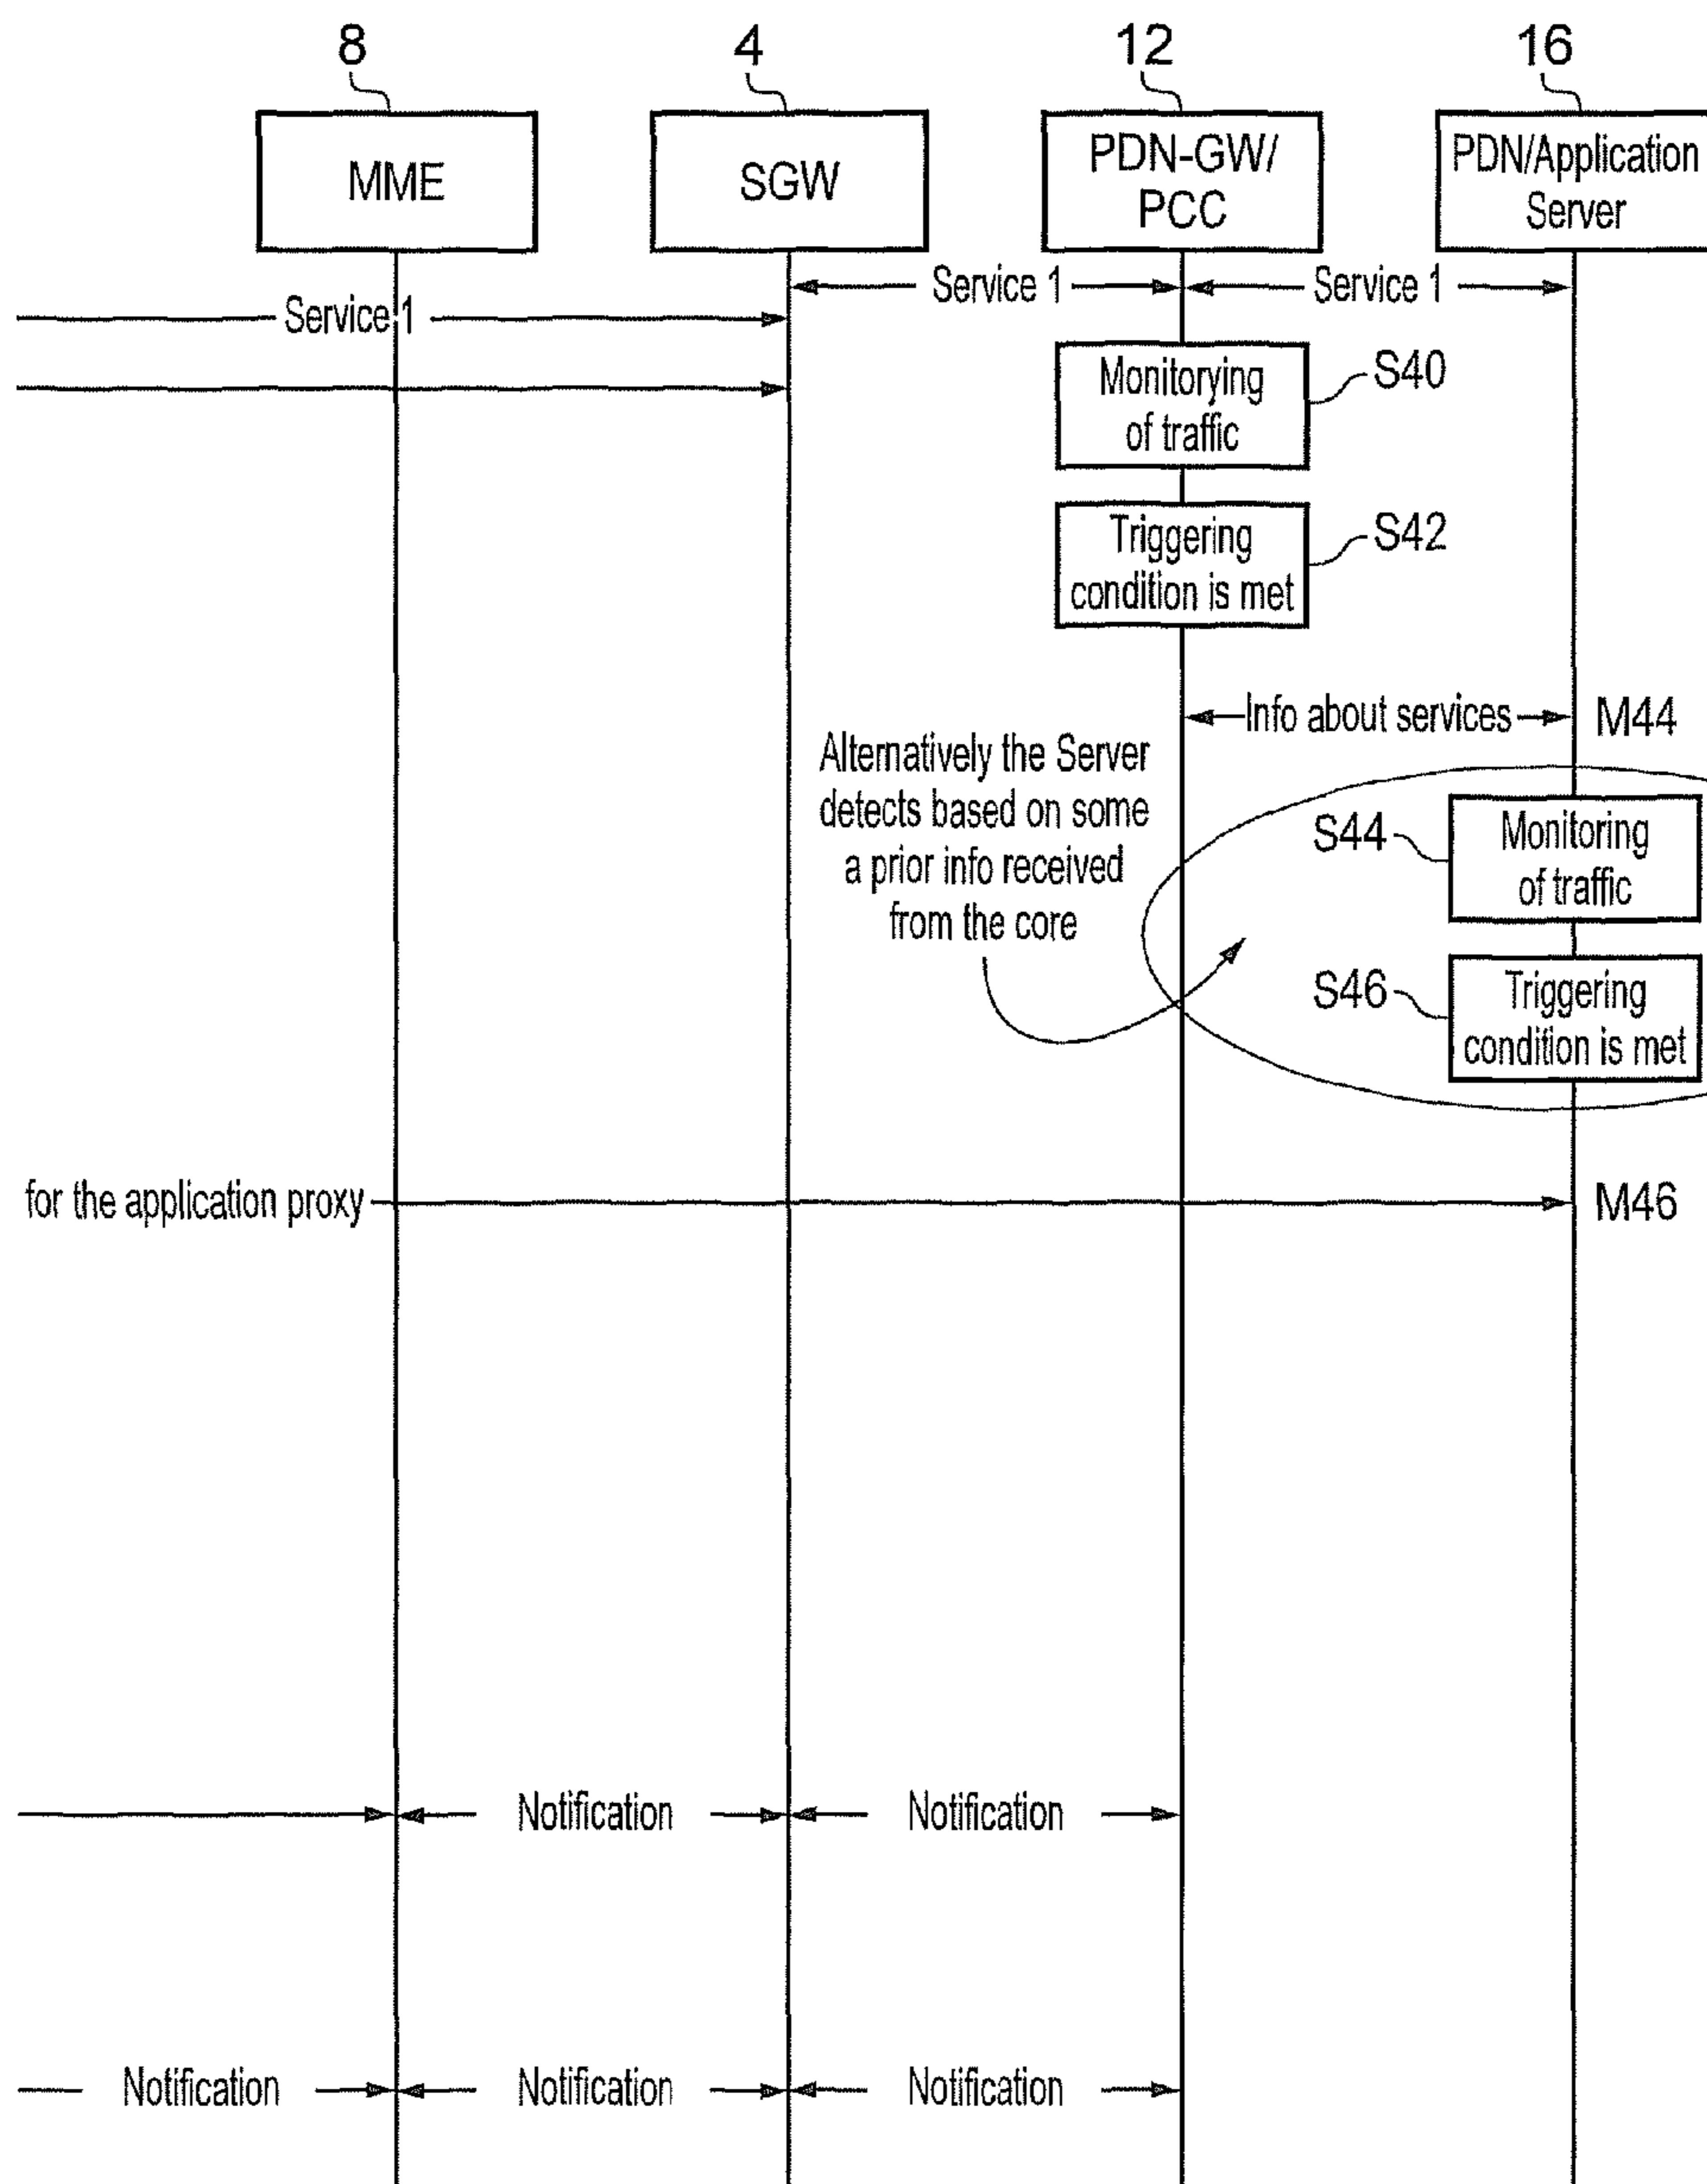 8
4
12
16
MME
SGW
PDN-GW/
PCC
PDN/Application
Server
Service 1
Service 1
Service 1
Monitorying
of traffic
S40
Triggering
condition is met
S42
Info about services
M44
Alternatively the Server
detects based on some
a prior info received
from the core
S44
Monitoring
of traffic
S46
Triggering
condition is met
for the application proxy
M46
Notification
Notification
Notification
Notification
Notification